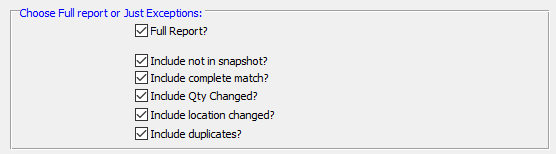 Choose Full report or Just Exceptions:
Full Report?
Include not in snapshot?
Include complete match?
Include Qty Changed?
Include location changed?
Include duplicates?